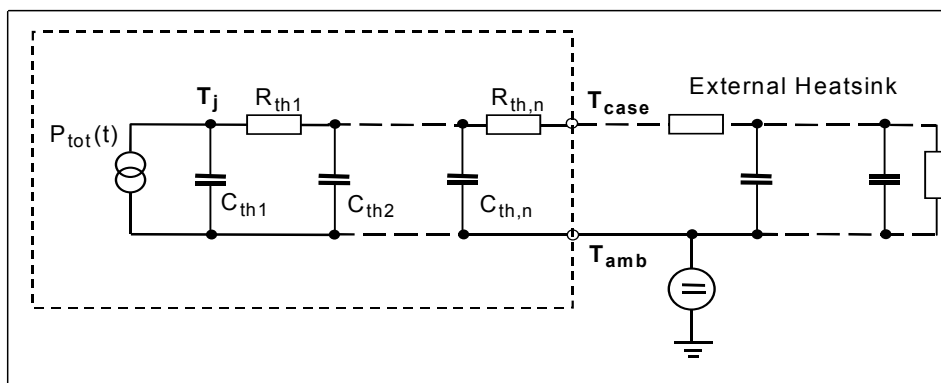 External Heatsink
T_j
R_th1
R_th,n
T_case
P_tot(t)
C_th1
C_th2
C_th,n
T_amb